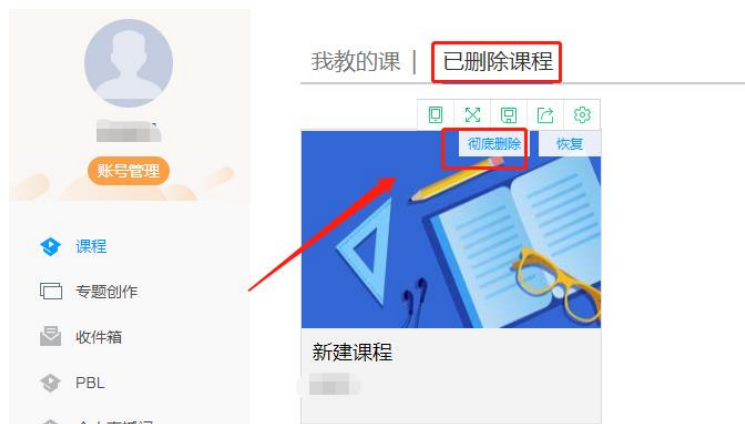 我教的课 | 已删除课程
彻底删除 恢复
账号管理
课程
专题创作
收件箱
新建课程
PBL